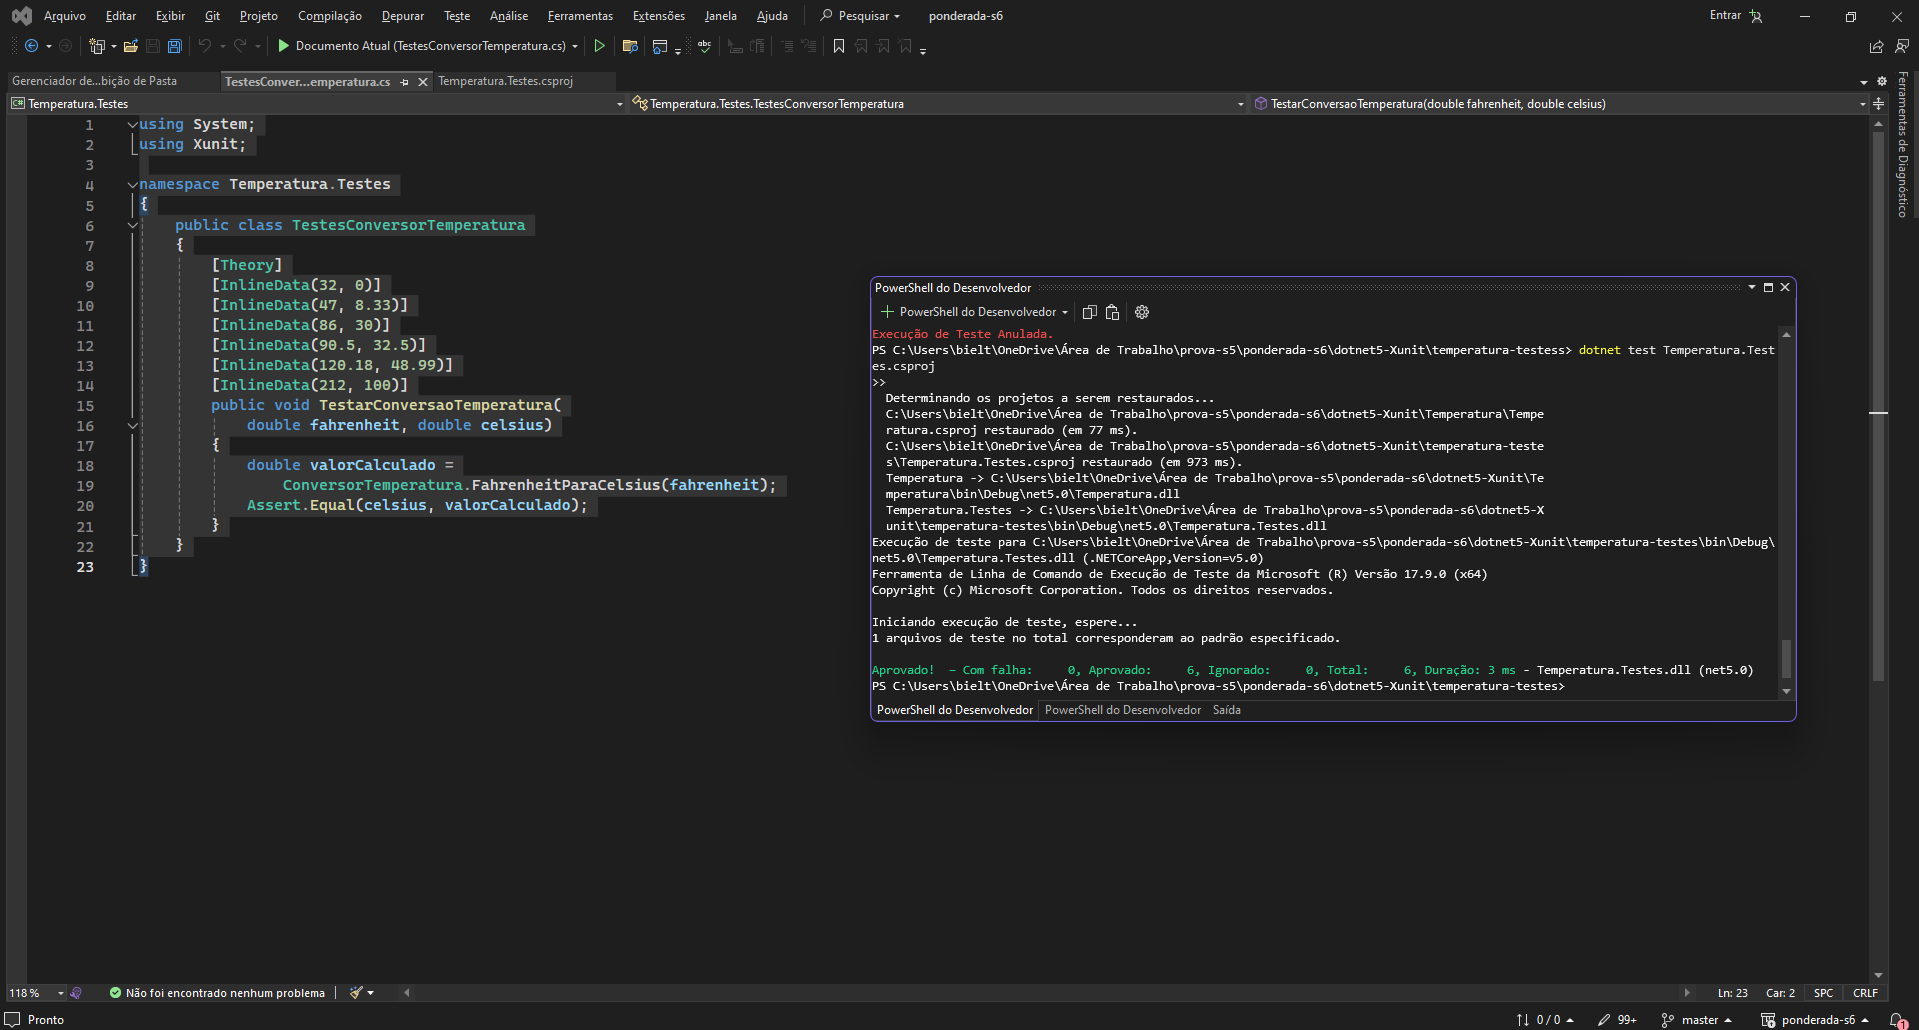 Arquivo Editar Exibir Git Projeto Compilação Depurar Teste Análise Ferramentas Extensões Janela Ajuda Pesquisar ponderada-s6 Entrar
Documento Atual (TestesConversorTemperatura.cs)
Gerenciador de...bição de Pasta TestesConver...emperatura.cs Temperatura.Testes.csproj
C# Temperatura.Testes Temperatura.Testes.TestesConversorTemperatura TestarConversaoTemperatura(double fahrenheit, double celsius)
Ferramentas de Diagnóstico
1 using System;
2 using Xunit;
3
4 namespace Temperatura.Testes
5 {
6 public class TestesConversorTemperatura
7 {
8 [Theory]
9 [InlineData(32, 0)]
10 [InlineData(47, 8.33)]
11 [InlineData(86, 30)]
12 [InlineData(90.5, 32.5)]
13 [InlineData(120.18, 48.99)]
14 [InlineData(212, 100)]
15 public void TestarConversaoTemperatura(
16 double fahrenheit, double celsius)
17 {
18 double valorCalculado =
19 ConversorTemperatura.FahrenheitParaCelsius(fahrenheit);
20 Assert.Equal(celsius, valorCalculado);
21 }
22 }
23 }
PowerShell do Desenvolvedor
PowerShell do Desenvolvedor
Execução de Teste Anulada.
PS C:\Users\bielt\OneDrive\Área de Trabalho\prova-s5\ponderada-s6\dotnet5-Xunit\temperatura-testess> dotnet test Temperatura.Test
es.csproj
>>
Determinando os projetos a serem restaurados...
C:\Users\bielt\OneDrive\Área de Trabalho\prova-s5\ponderada-s6\dotnet5-Xunit\Temperatura\Tempe
ratura.csproj restaurado (em 77 ms).
C:\Users\bielt\OneDrive\Área de Trabalho\prova-s5\ponderada-s6\dotnet5-Xunit\temperatura-teste
s\Temperatura.Testes.csproj restaurado (em 973 ms).
Temperatura -> C:\Users\bielt\OneDrive\Área de Trabalho\prova-s5\ponderada-s6\dotnet5-Xunit\Te
mperatura\bin\Debug\net5.0\Temperatura.dll
Temperatura.Testes -> C:\Users\bielt\OneDrive\Área de Trabalho\prova-s5\ponderada-s6\dotnet5-X
unit\temperatura-testes\bin\Debug\net5.0\Temperatura.Testes.dll
Execução de teste para C:\Users\bielt\OneDrive\Área de Trabalho\prova-s5\ponderada-s6\dotnet5-Xunit\temperatura-testes\bin\Debug\
net5.0\Temperatura.Testes.dll (.NETCoreApp,Version=v5.0)
Ferramenta de Linha de Comando de Execução de Teste da Microsoft (R) Versão 17.9.0 (x64)
Copyright (c) Microsoft Corporation. Todos os direitos reservados.
Iniciando execução de teste, espere...
1 arquivos de teste no total corresponderam ao padrão especificado.
Aprovado! – Com falha: 0, Aprovado: 6, Ignorado: 0, Total: 6, Duração: 3 ms - Temperatura.Testes.dll (net5.0)
PS C:\Users\bielt\OneDrive\Área de Trabalho\prova-s5\ponderada-s6\dotnet5-Xunit\temperatura-testes>
PowerShell do Desenvolvedor PowerShell do Desenvolvedor Saída
118 % Não foi encontrado nenhum problema Ln: 23 Car: 2 SPC CRLF
Pronto 0 / 0 99+ master ponderada-s6 1